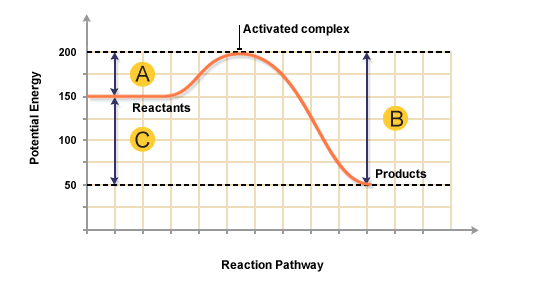 Activated complex
200
A
150
Reactants
B
C
100
Products
50
Potential Energy
Reaction Pathway